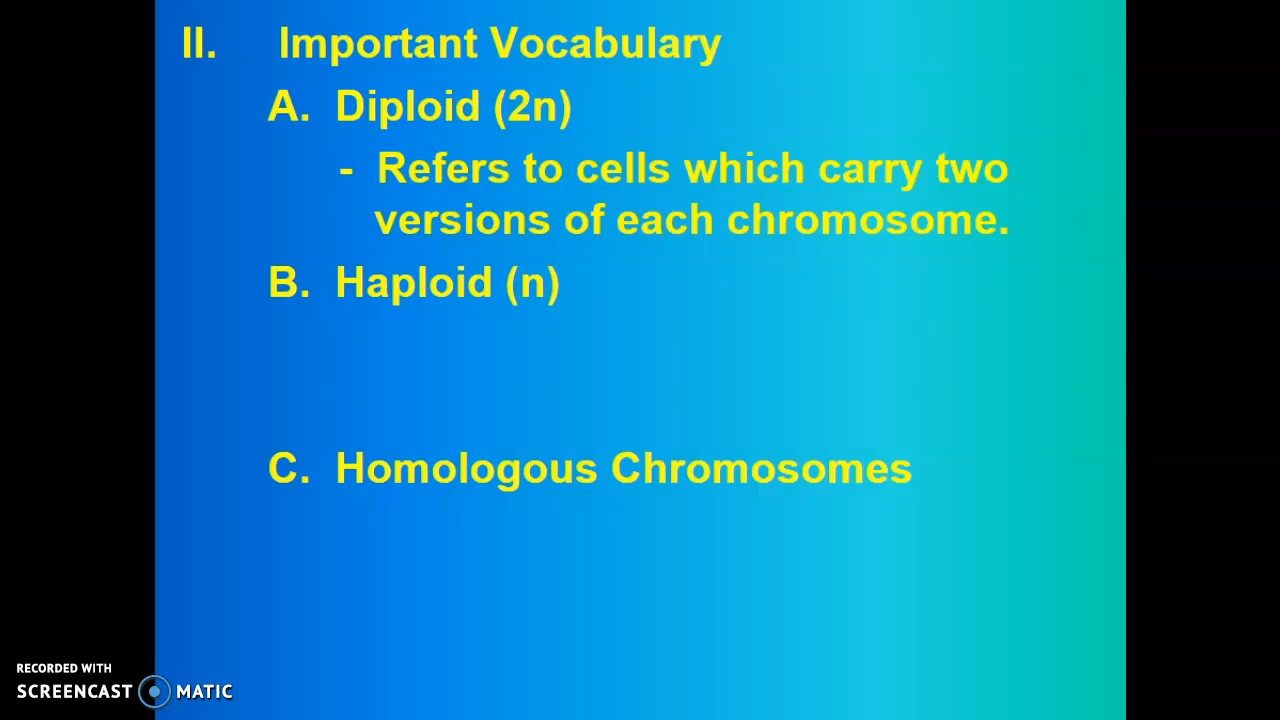 II. Important Vocabulary
A. Diploid (2n)
- Refers to cells which carry two
versions of each chromosome.
B. Haploid (n)
C. Homologous Chromosomes
RECORDED WITH
SCREENCAST MATIC